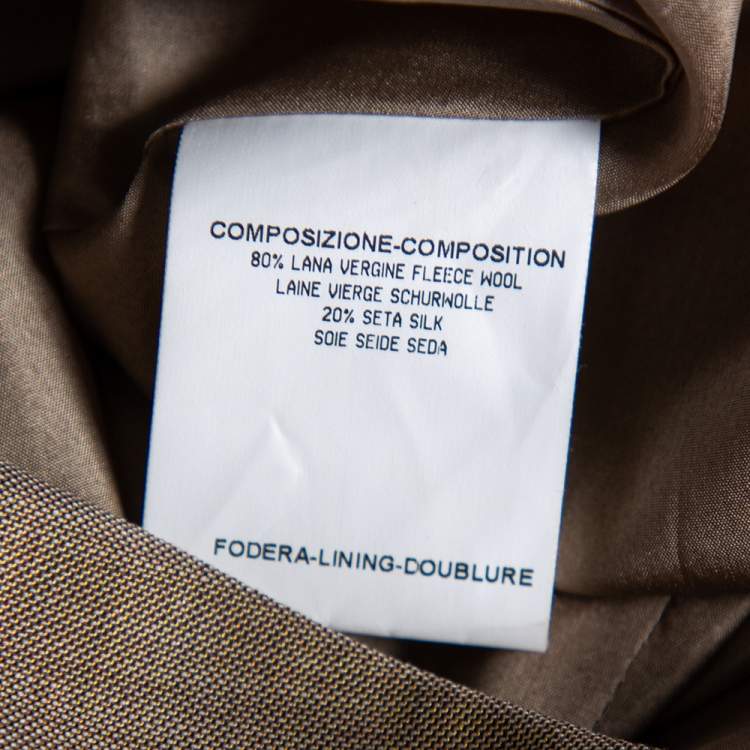 COMPOSIZIONE-COMPOSITION
80% LANA VERGINE FLEECE WOOL
LAINE VIERGE SCHURWOLLE
20% SETA SILK
SOIE SEIDE SEDA
FODERA-LINING-DOUBLURE